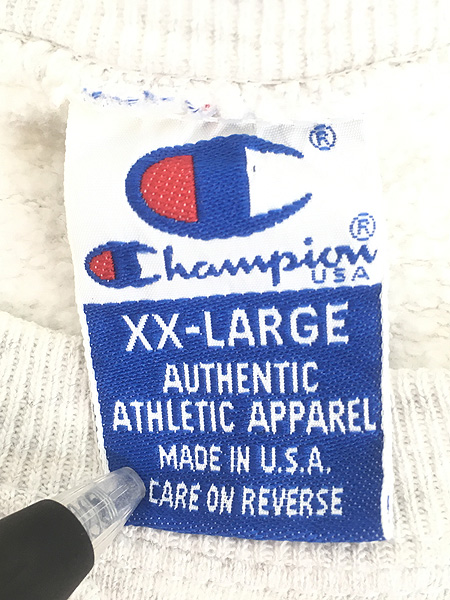 ®
Champion®
USA
XX-LARGE
AUTHENTIC
ATHLETIC APPAREL
MADE IN U.S.A.
CARE ON REVERSE